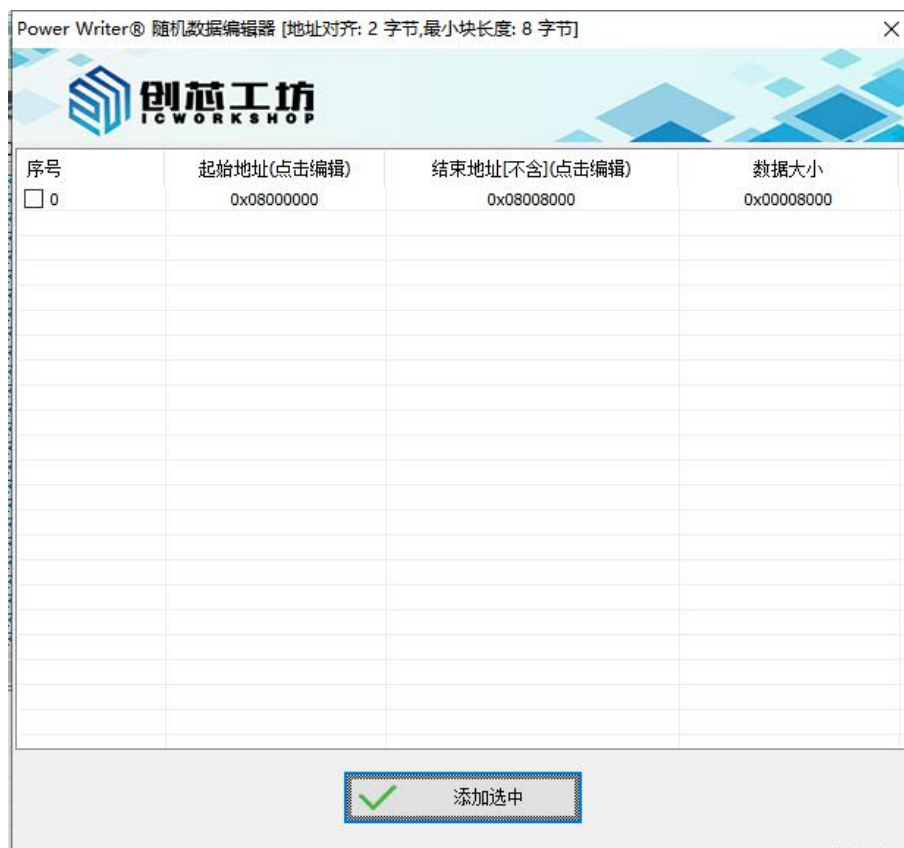 Power Writer® 随机数据编辑器 [地址对齐: 2 字节,最小块长度: 8 字节]
创芯工坊
ICWORKSHOP
序号 起始地址(点击编辑) 结束地址[不含](点击编辑) 数据大小
0 0x08000000 0x08008000 0x00008000
添加选中